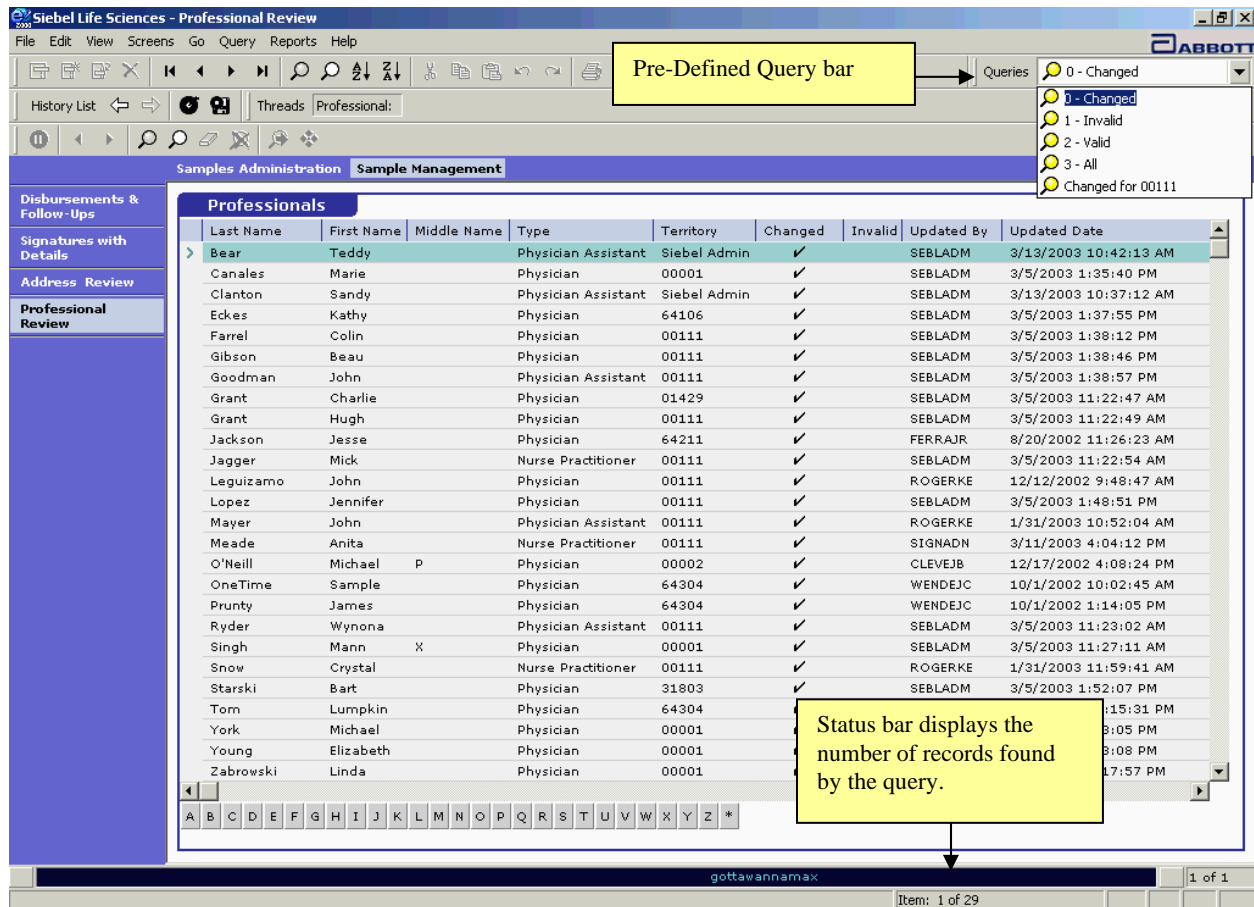 Siebel Life Sciences - Professional Review
File Edit View Screens Go Query Reports Help
ABBOTT
Pre-Defined Query bar
Queries 0 - Changed
0 - Changed
1 - Invalid
2 - Valid
3 - All
Changed for 00111
History List Threads Professional:
Samples Administration Sample Management
Disbursements &
Follow-Ups
Signatures with
Details
Address Review
Professional
Review
Professionals
Last Name First Name Middle Name Type Territory Changed Invalid Updated By Updated Date
Bear Teddy Physician Assistant Siebel Admin ✓ SEBLADM 3/13/2003 10:42:13 AM
Canales Marie Physician 00001 ✓ SEBLADM 3/5/2003 1:35:40 PM
Clanton Sandy Physician Assistant Siebel Admin ✓ SEBLADM 3/13/2003 10:37:12 AM
Eckes Kathy Physician 64106 ✓ SEBLADM 3/5/2003 1:37:55 PM
Farrel Colin Physician 00111 ✓ SEBLADM 3/5/2003 1:38:12 PM
Gibson Beau Physician 00111 ✓ SEBLADM 3/5/2003 1:38:46 PM
Goodman John Physician Assistant 00111 ✓ SEBLADM 3/5/2003 1:38:57 PM
Grant Charlie Physician 01429 ✓ SEBLADM 3/5/2003 11:22:47 AM
Grant Hugh Physician 00111 ✓ SEBLADM 3/5/2003 11:22:49 AM
Jackson Jesse Physician 64211 ✓ FERRAJR 8/20/2002 11:26:23 AM
Jagger Mick Nurse Practitioner 00111 ✓ SEBLADM 3/5/2003 11:22:54 AM
Leguizamo John Physician 00111 ✓ ROGERKE 12/12/2002 9:48:47 AM
Lopez Jennifer Physician 00111 ✓ SEBLADM 3/5/2003 1:48:51 PM
Mayer John Physician Assistant 00111 ✓ ROGERKE 1/31/2003 10:52:04 AM
Meade Anita Nurse Practitioner 00111 ✓ SIGNADN 3/11/2003 4:04:12 PM
O'Neill Michael P Physician 00002 ✓ CLEVEJB 12/17/2002 4:08:24 PM
OneTime Sample Physician 64304 ✓ WENDEJC 10/1/2002 10:02:45 AM
Prunty James Physician 64304 ✓ WENDEJC 10/1/2002 1:14:05 PM
Ryder Wynona Physician Assistant 00111 ✓ SEBLADM 3/5/2003 11:23:02 AM
Singh Mann X Physician 00001 ✓ SEBLADM 3/5/2003 11:27:11 AM
Snow Crystal Nurse Practitioner 00111 ✓ ROGERKE 1/31/2003 11:59:41 AM
Starski Bart Physician 31803 ✓ SEBLADM 3/5/2003 1:52:07 PM
Tom Lumpkin Physician 64304 :15:31 PM
York Michael Physician 00001 3:05 PM
Young Elizabeth Physician 00001 3:08 PM
Zabrowski Linda Physician 00001 17:57 PM
Status bar displays the
number of records found
by the query.
A B C D E F G H I J K L M N O P Q R S T U V W X Y Z *
gottawannamax 1 of 1
Item: 1 of 29